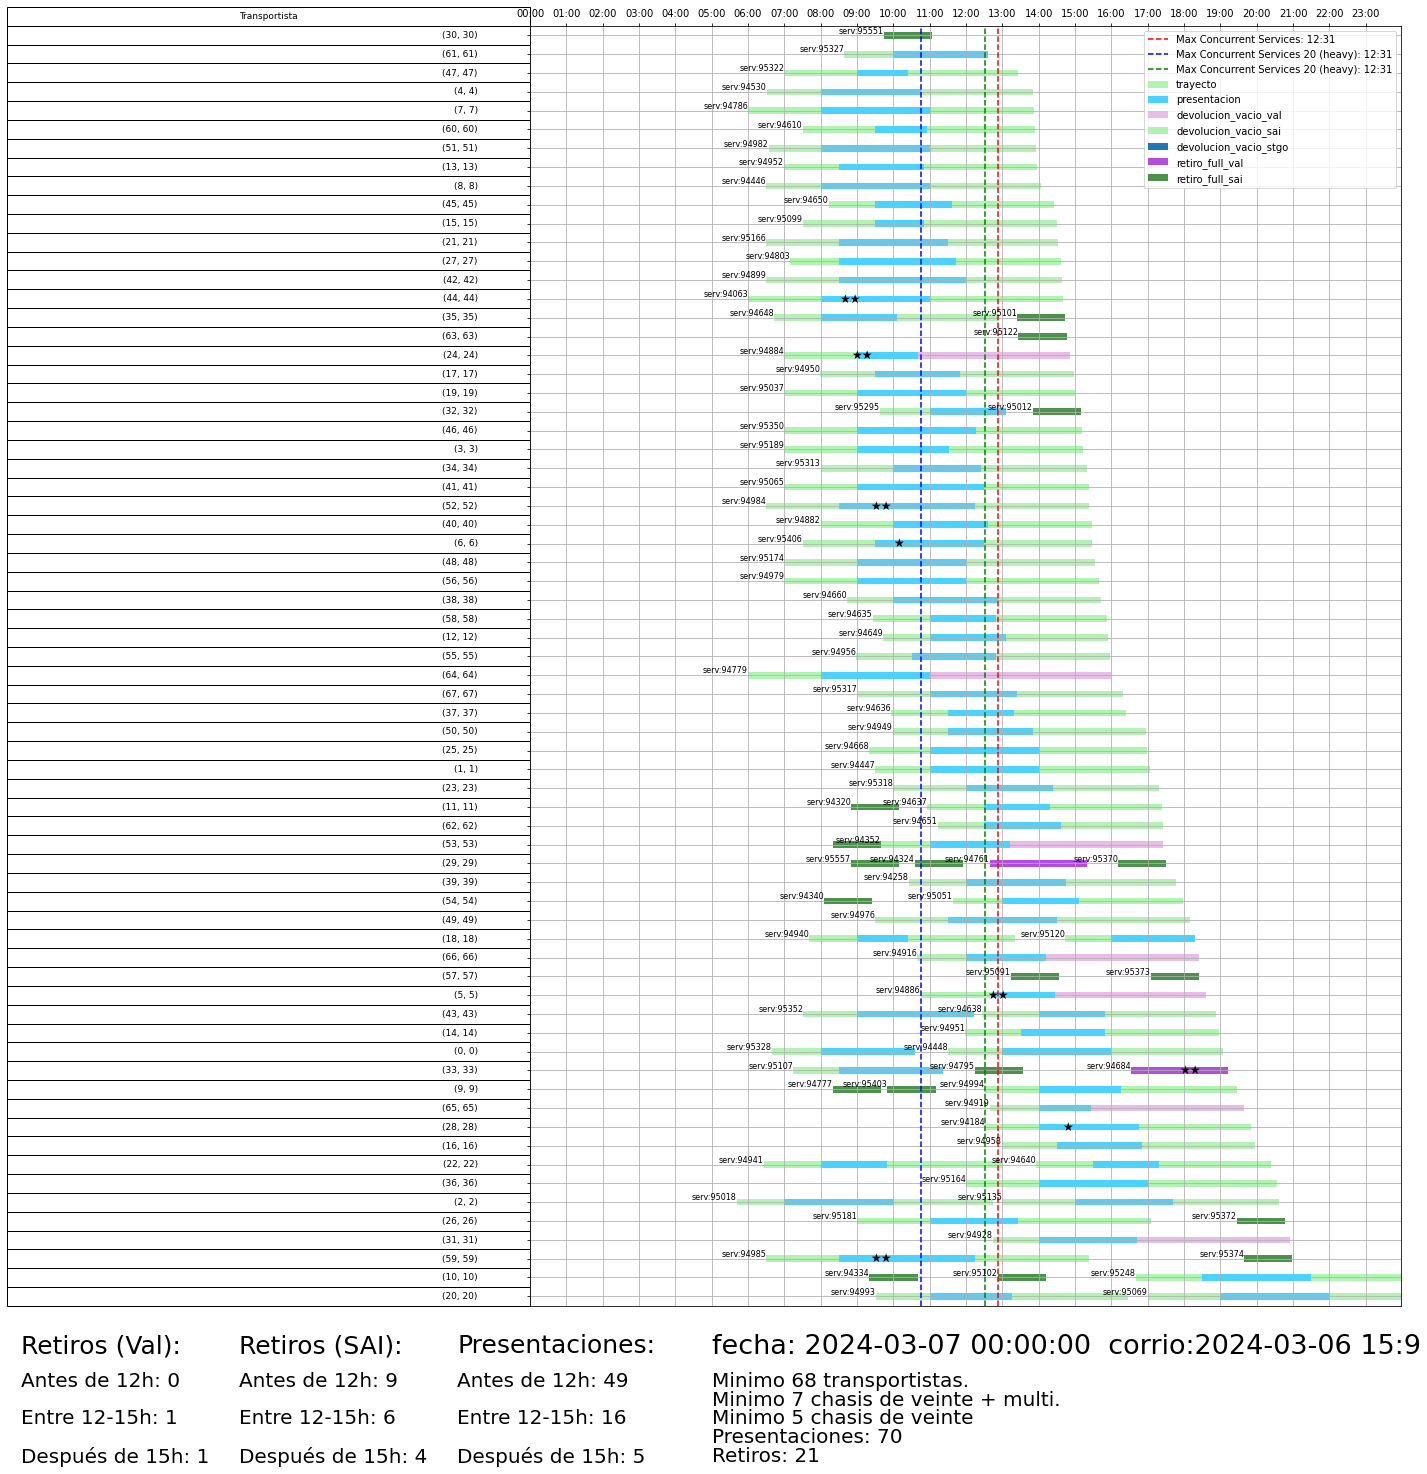 Transportista
00:00 01:00 02:00 03:00 04:00 05:00 06:00 07:00 08:00 09:00 10:00 11:00 12:00 13:00 14:00 15:00 16:00 17:00 18:00 19:00 20:00 21:00 22:00 23:00
Max Concurrent Services: 12:31
Max Concurrent Services 20 (heavy): 12:31
Max Concurrent Services 20 (heavy): 12:31
trayecto
presentacion
devolucion_vacio_val
devolucion_vacio_sai
devolucion_vacio_stgo
retiro_full_val
retiro_full_sai
(30, 30) serv:95551
(61, 61) serv:95327
(47, 47) serv:95322
(4, 4) serv:94530
(7, 7) serv:94786
(60, 60) serv:94610
(51, 51) serv:94982
(13, 13) serv:94952
(8, 8) serv:94446
(45, 45) serv:94650
(15, 15) serv:95099
(21, 21) serv:95166
(27, 27) serv:94803
(42, 42) serv:94899
(44, 44) serv:94063
(35, 35) serv:94648 serv:95101
(63, 63) serv:95122
(24, 24) serv:94884
(17, 17) serv:94950
(19, 19) serv:95037
(32, 32) serv:95295 serv:95012
(46, 46) serv:95350
(3, 3) serv:95189
(34, 34) serv:95313
(41, 41) serv:95065
(52, 52) serv:94984
(40, 40) serv:94882
(6, 6) serv:95406
(48, 48) serv:95174
(56, 56) serv:94979
(38, 38) serv:94660
(58, 58) serv:94635
(12, 12) serv:94649
(55, 55) serv:94956
(64, 64) serv:94779
(67, 67) serv:95317
(37, 37) serv:94636
(50, 50) serv:94949
(25, 25) serv:94668
(1, 1) serv:94447
(23, 23) serv:95318
(11, 11) serv:94320 serv:94637
(62, 62) serv:94651
(53, 53) serv:94352
(29, 29) serv:95557 serv:94324 serv:94761 serv:95370
(39, 39) serv:94258
(54, 54) serv:94340 serv:95051
(49, 49) serv:94976
(18, 18) serv:94940 serv:95120
(66, 66) serv:94916
(57, 57) serv:95091 serv:95373
(5, 5) serv:94886
(43, 43) serv:95352 serv:94638
(14, 14) serv:94951
(0, 0) serv:95328 serv:94448
(33, 33) serv:95107 serv:94795 serv:94684
(9, 9) serv:94777 serv:95403 serv:94994
(65, 65) serv:94919
(28, 28) serv:94184
(16, 16) serv:94958
(22, 22) serv:94941 serv:94640
(36, 36) serv:95164
(2, 2) serv:95018 serv:95135
(26, 26) serv:95181 serv:95372
(31, 31) serv:94928
(59, 59) serv:94985 serv:95374
(10, 10) serv:94334 serv:95102 serv:95248
(20, 20) serv:94993 serv:95069
Retiros (Val):
Antes de 12h: 0
Entre 12-15h: 1
Después de 15h: 1
Retiros (SAI):
Antes de 12h: 9
Entre 12-15h: 6
Después de 15h: 4
Presentaciones:
Antes de 12h: 49
Entre 12-15h: 16
Después de 15h: 5
fecha: 2024-03-07 00:00:00 corrio:2024-03-06 15:9
Minimo 68 transportistas.
Minimo 7 chasis de veinte + multi.
Minimo 5 chasis de veinte
Presentaciones: 70
Retiros: 21